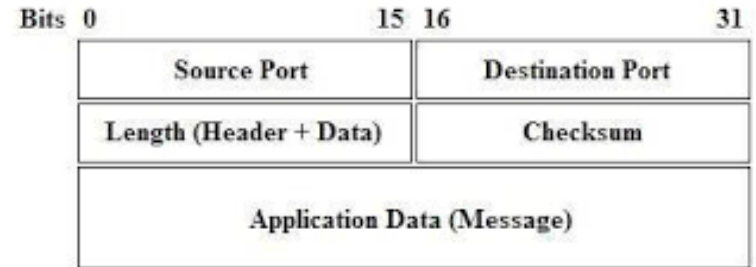 Bits 0 15 16 31
Source Port Destination Port
Length (Header + Data) Checksum
Application Data (Message)